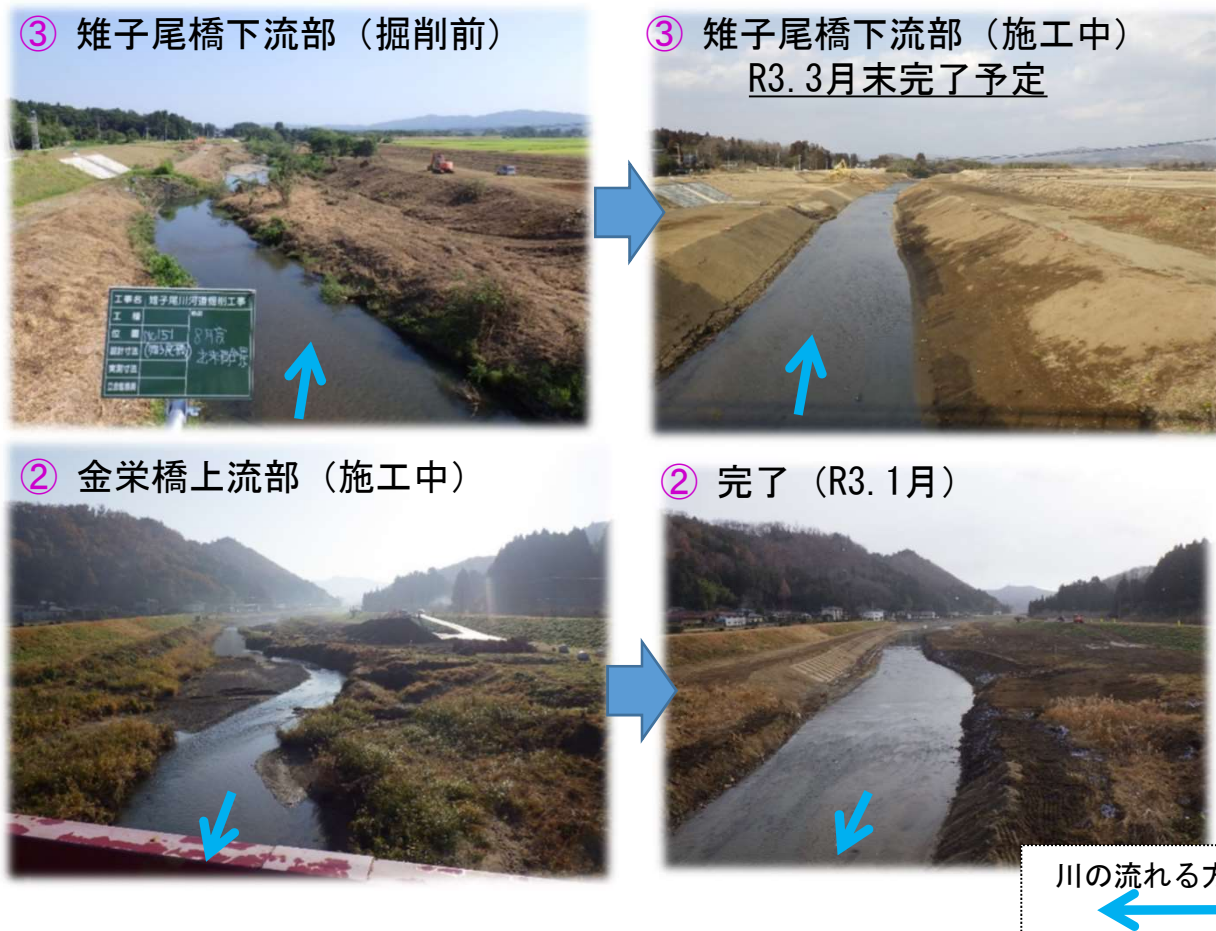 ③ 雉子尾橋下流部（掘削前）
③ 雉子尾橋下流部（施工中）
R3.3月末完了予定
工事名 雉子尾川河道掘削工事
工種
位置 No151
設計寸法
実測寸法
② 金栄橋上流部（施工中）
② 完了（R3.1月）
川の流れる方